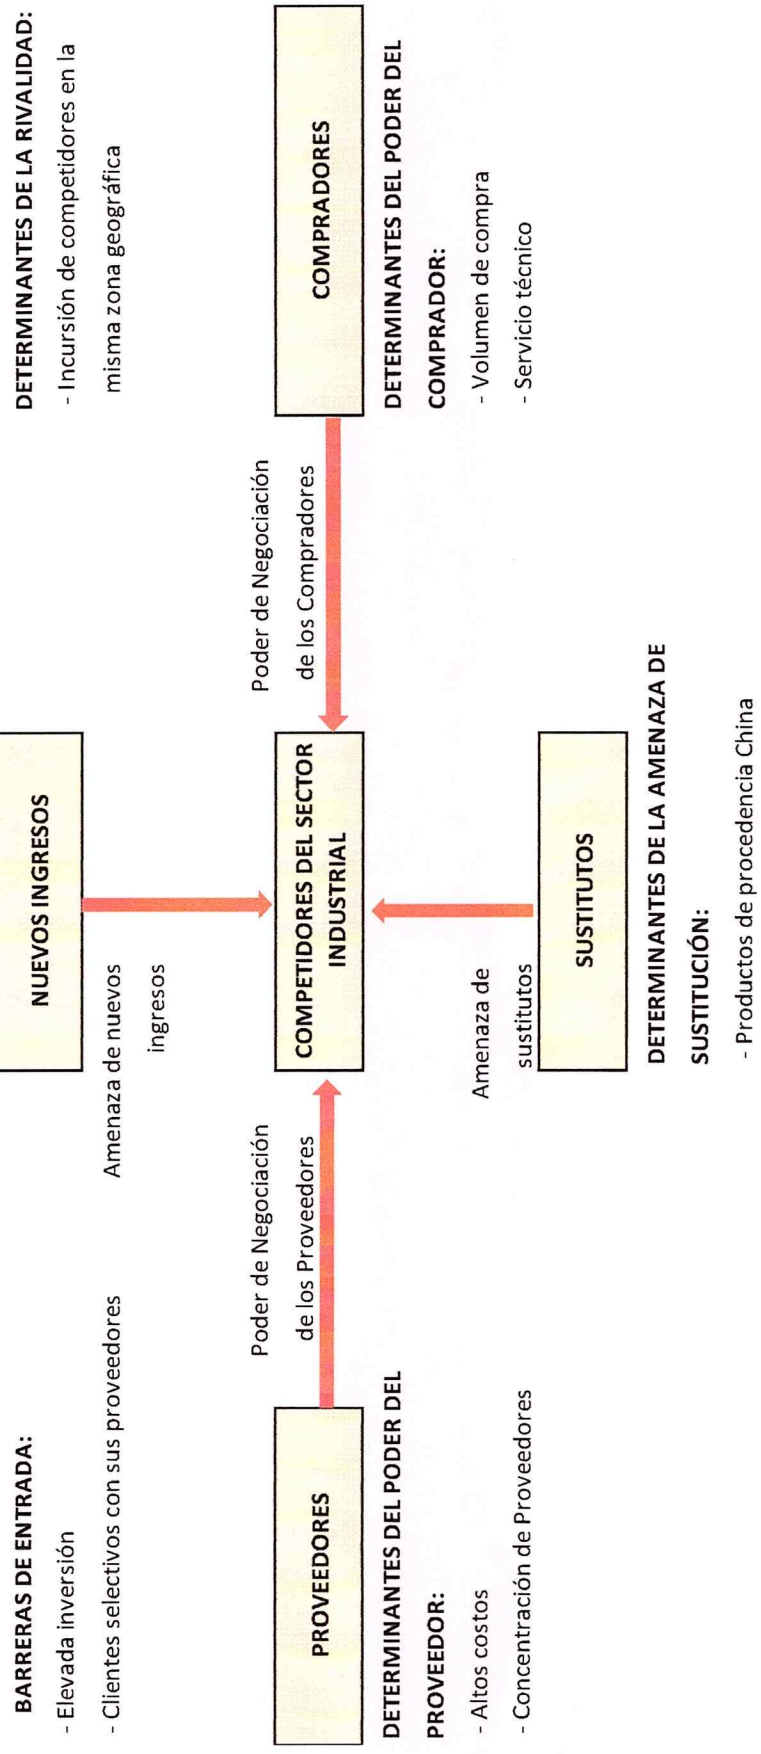 BARRERAS DE ENTRADA:
- Elevada inversión
- Clientes selectivos con sus proveedores
NUEVOS INGRESOS
Amenaza de nuevos
ingresos
DETERMINANTES DE LA RIVALIDAD:
- Incursión de competidores en la
misma zona geográfica
PROVEEDORES
Poder de Negociación
de los Proveedores
COMPETIDORES DEL SECTOR
INDUSTRIAL
Poder de Negociación
de los Compradores
COMPRADORES
DETERMINANTES DEL PODER DEL
PROVEEDOR:
- Altos costos
- Concentración de Proveedores
Amenaza de
sustitutos
SUSTITUTOS
DETERMINANTES DE LA AMENAZA DE
SUSTITUCIÓN:
- Productos de procedencia China
DETERMINANTES DEL PODER DEL
COMPRADOR:
- Volumen de compra
- Servicio técnico